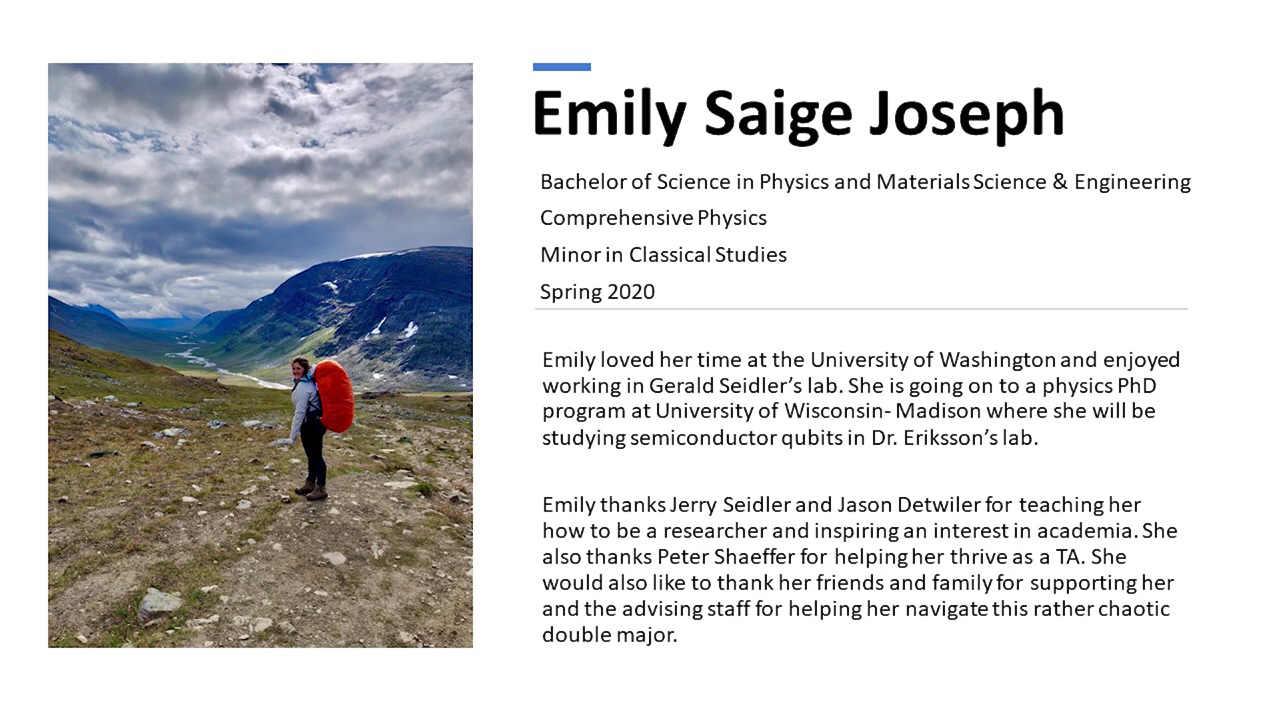 Emily Saige Joseph
Bachelor of Science in Physics and Materials Science & Engineering
Comprehensive Physics
Minor in Classical Studies
Spring 2020
Emily loved her time at the University of Washington and enjoyed
working in Gerald Seidler’s lab. She is going on to a physics PhD
program at University of Wisconsin- Madison where she will be
studying semiconductor qubits in Dr. Eriksson’s lab.
Emily thanks Jerry Seidler and Jason Detwiler for teaching her
how to be a researcher and inspiring an interest in academia. She
also thanks Peter Shaeffer for helping her thrive as a TA. She
would also like to thank her friends and family for supporting her
and the advising staff for helping her navigate this rather chaotic
double major.